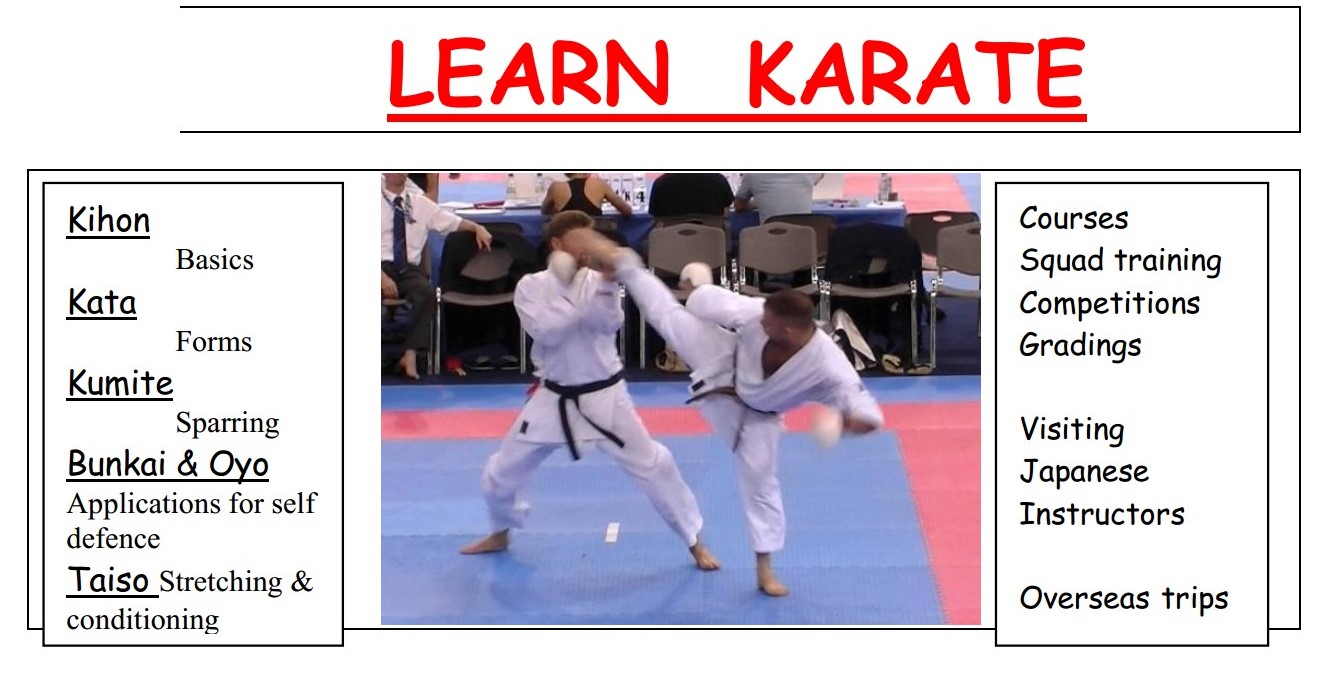 LEARN KARATE
Kihon
Basics
Kata
Forms
Kumite
Sparring
Bunkai & Oyo
Applications for self
defence
Taiso Stretching &
conditioning
Courses
Squad training
Competitions
Gradings
Visiting
Japanese
Instructors
Overseas trips